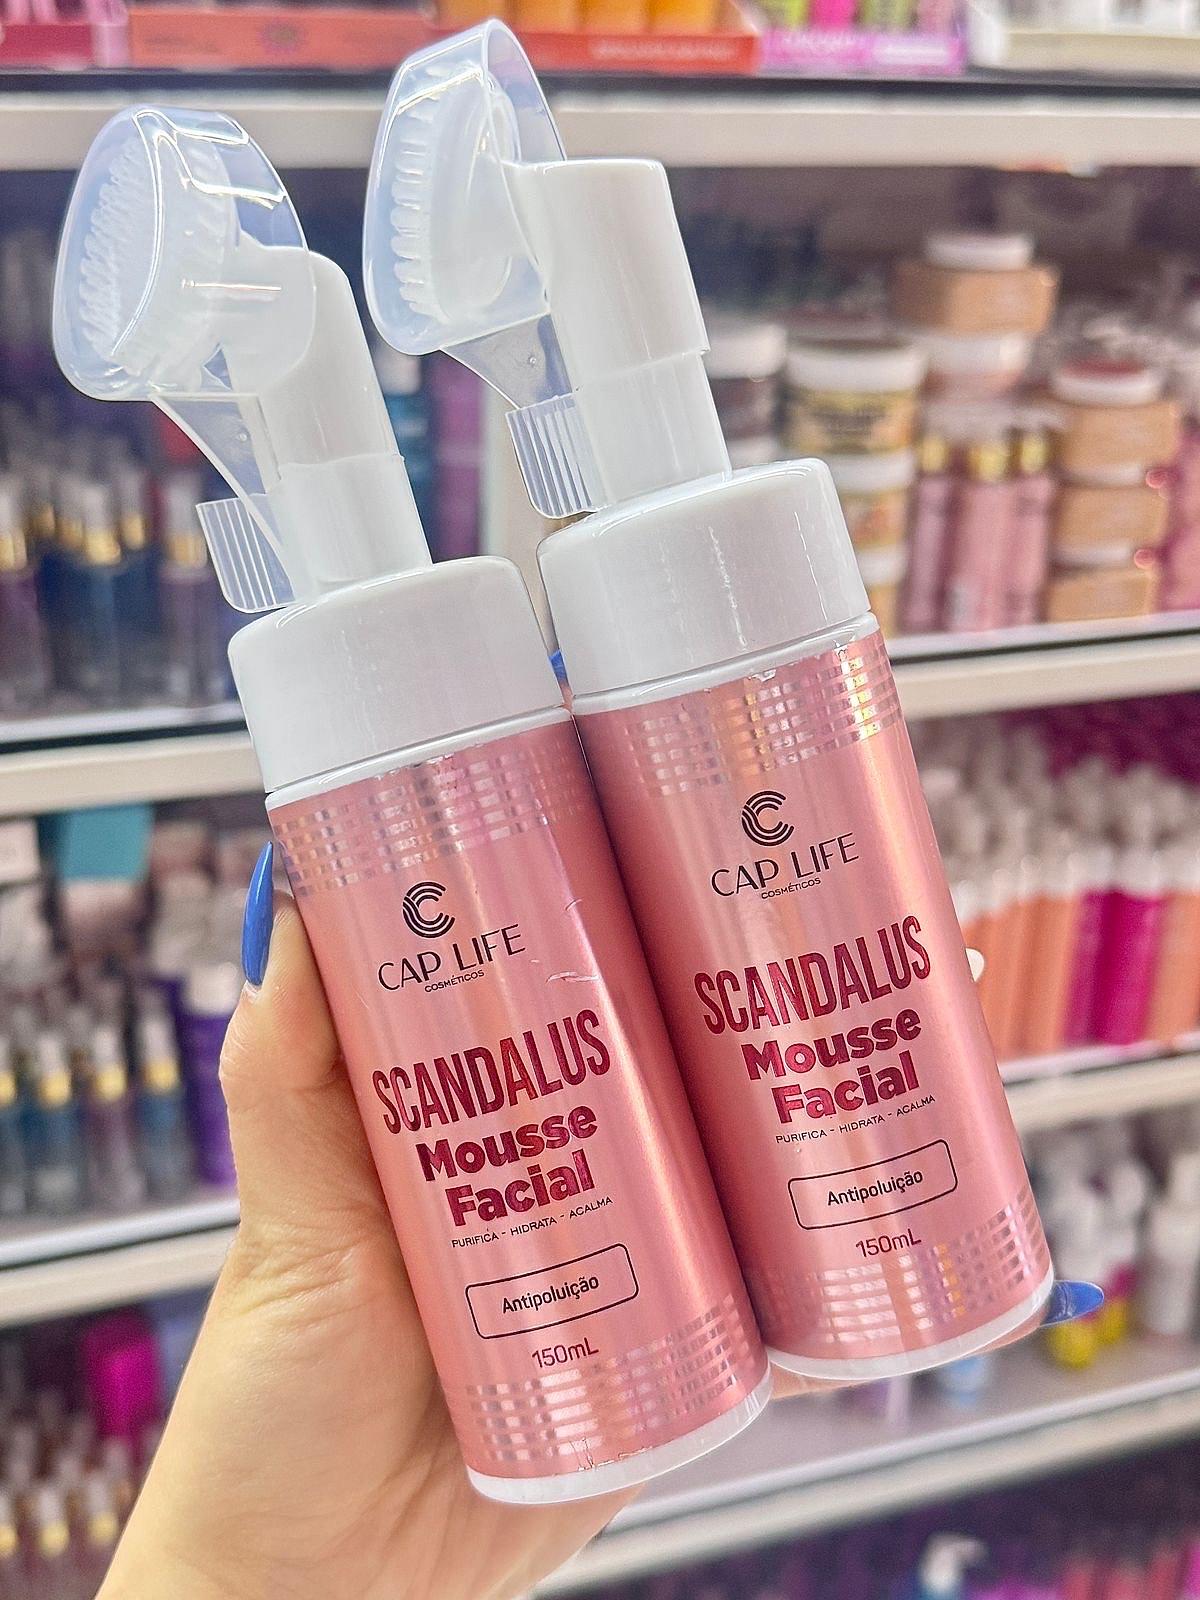 CAP LIFE
COSMÉTICOS
SCANDALUS
Mousse
Facial
PURIFICA - HIDRATA - ACALMA
Antipoluição
150mL
CAP LIFE
COSMÉTICOS
SCANDALUS
Mousse
Facial
PURIFICA - HIDRATA - ACALMA
Antipoluição
150mL